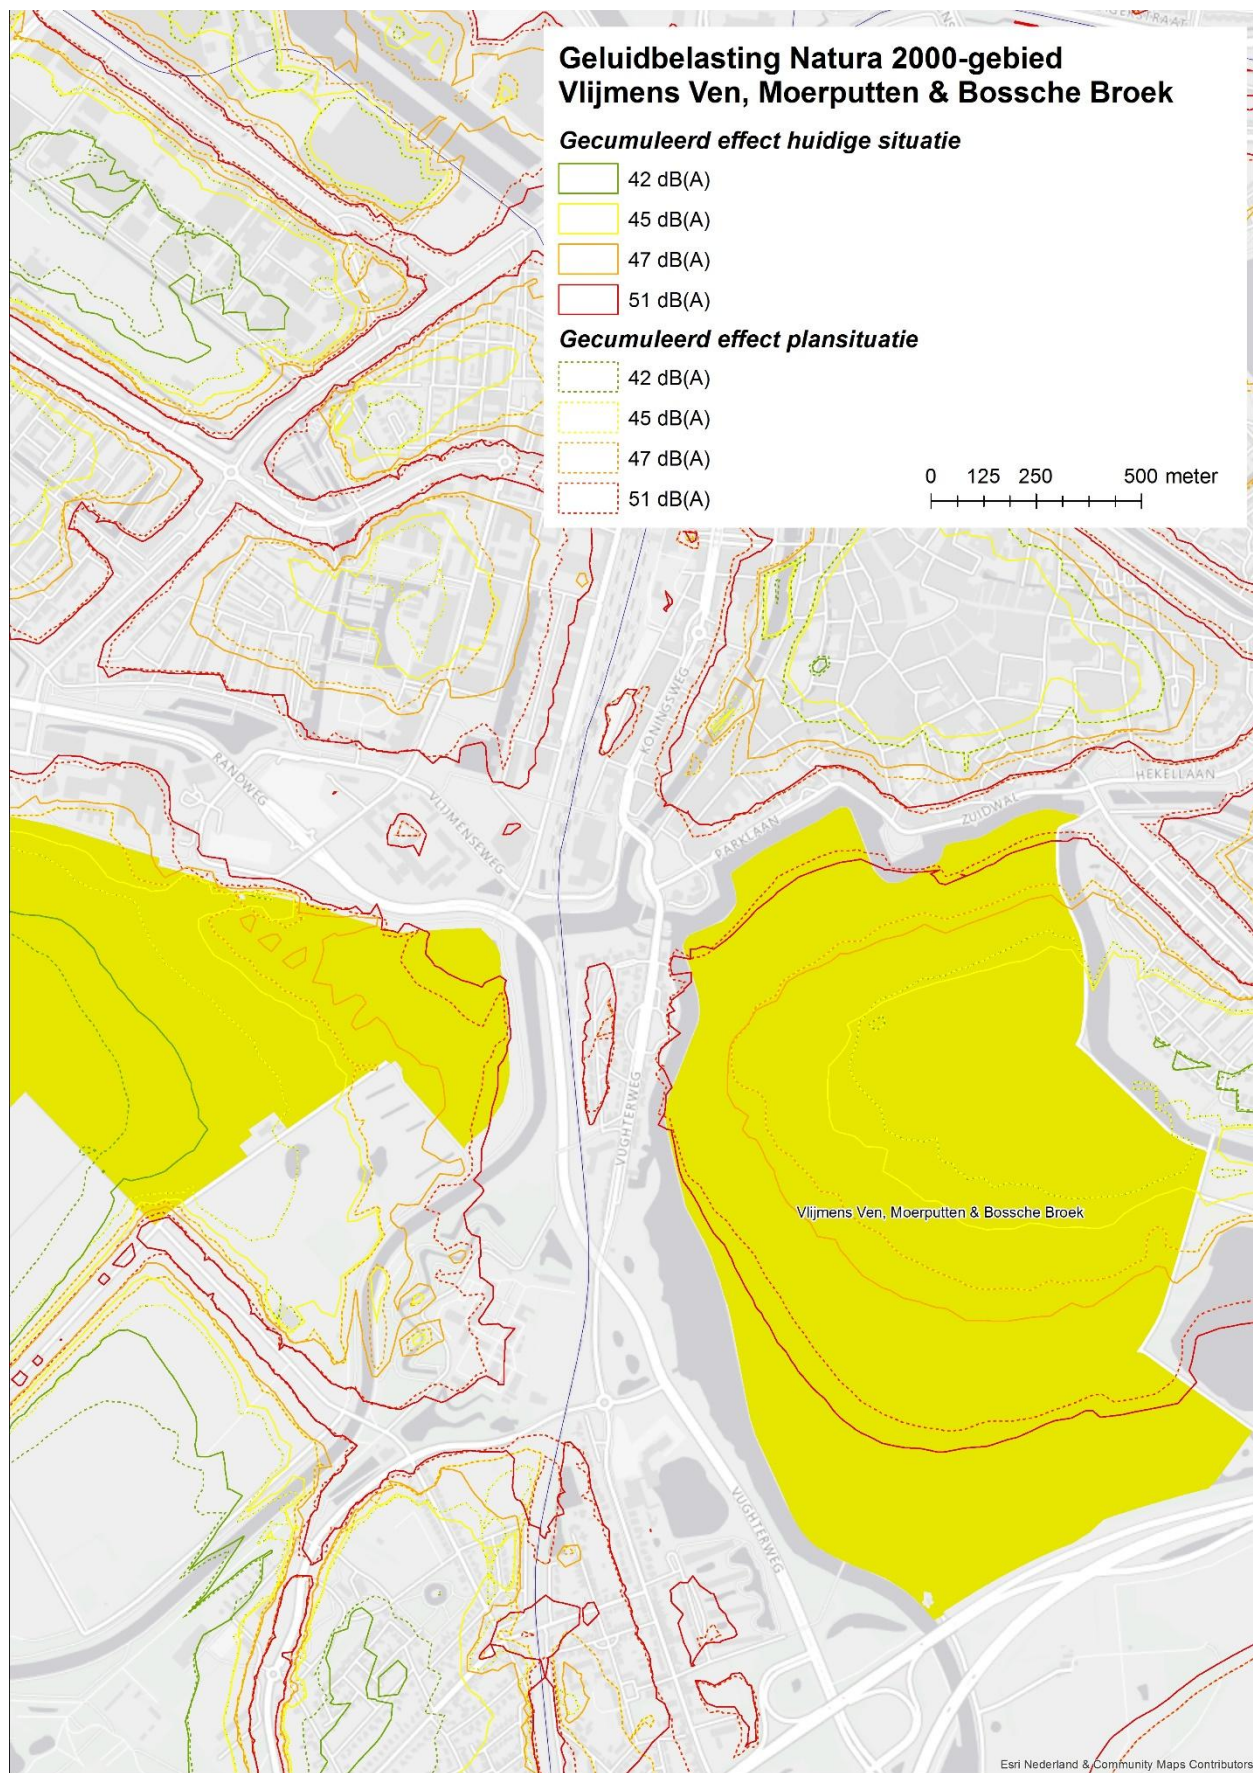 Geluidbelasting Natura 2000-gebied
Vlijmens Ven, Moerputten & Bossche Broek
Gecumuleerd effect huidige situatie
42 dB(A)
45 dB(A)
47 dB(A)
51 dB(A)
Gecumuleerd effect plansituatie
42 dB(A)
45 dB(A)
47 dB(A)
51 dB(A)
0 125 250 500 meter
KONINGSWEG
RANDWEG
VLIJMENSEWEG
HEKELLAAN
ZUIDWAL
PARKLAAN
VUGHTERWEG
Vlijmens Ven, Moerputten & Bossche Broek
VUGHTERWEG
Esri Nederland & Community Maps Contributors